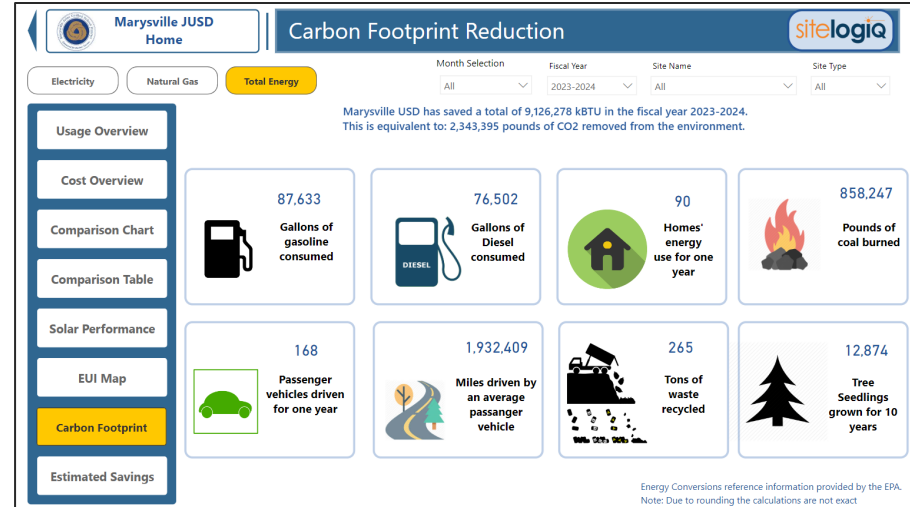 Marysville JUSD
Home
Carbon Footprint Reduction
sitelogiq
Electricity
Natural Gas
Total Energy
Month Selection
All
Fiscal Year
2023-2024
Site Name
All
Site Type
All
Marysville USD has saved a total of 9,126,278 kBTU in the fiscal year 2023-2024.
This is equivalent to: 2,343,395 pounds of CO2 removed from the environment.
Usage Overview
Cost Overview
Comparison Chart
Comparison Table
Solar Performance
EUI Map
Carbon Footprint
Estimated Savings
87,633
Gallons of
gasoline
consumed
DIESEL
76,502
Gallons of
Diesel
consumed
90
Homes'
energy
use for one
year
858,247
Pounds of
coal burned
168
Passenger
vehicles driven
for one year
1,932,409
Miles driven by
an average
passanger
vehicle
265
Tons of
waste
recycled
12,874
Tree
Seedlings
grown for 10
years
Energy Conversions reference information provided by the EPA.
Note: Due to rounding the calculations are not exact